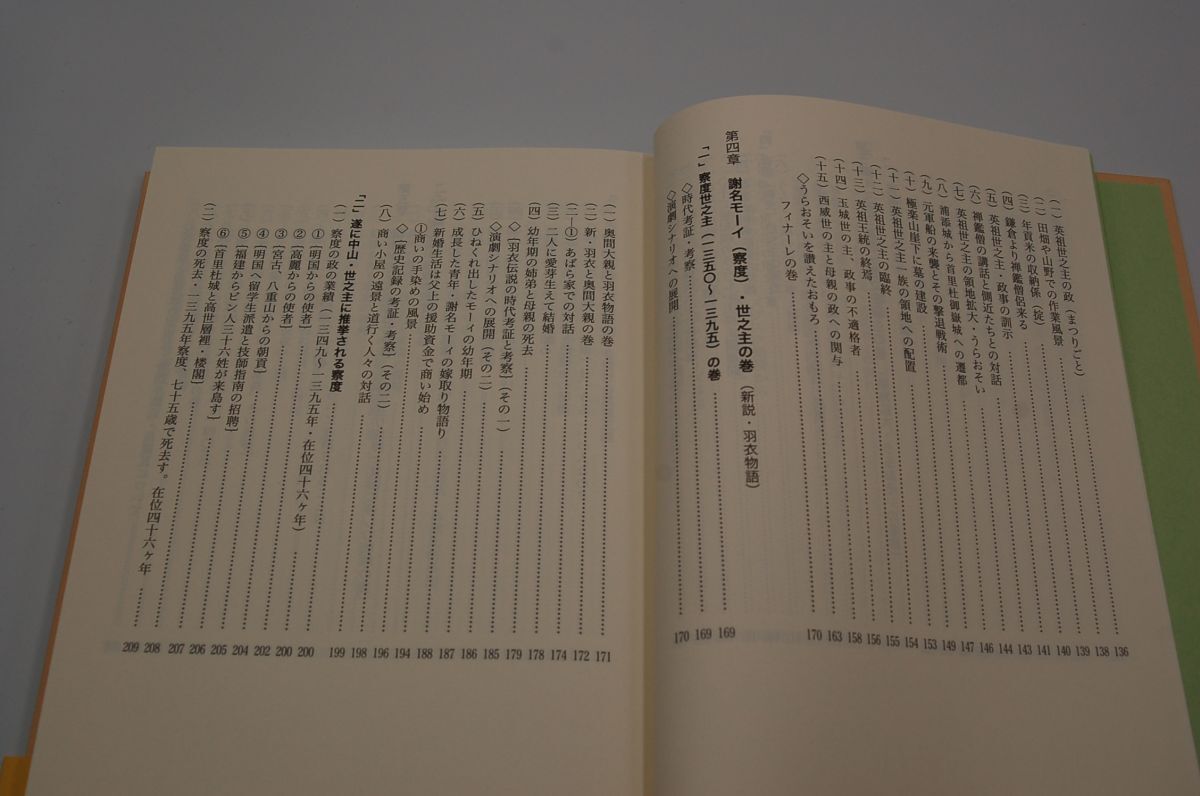 (一) 英祖世之主の政(まつりごと)……136
(二) 田畑や山野での作業風景……138
(三) 年貢米の収納係(掟)……139
(四) 鎌倉より禅鑑僧侶来る……140
(五) 英祖世之主・政事の訓示……141
(六) 禅鑑僧の講話と側近たちとの対話……143
(七) 英祖世之主の領地拡大・うらおそい……144
(八) 浦添城から首里杜御嶽城への遷都……146
(九) 元軍船の来襲とその撃退戦術……147
(十) 極楽山崖下に墓の建設……149
(十一) 英祖世之主一族の領地への配置……153
(十二) 英祖世之主の臨終……154
(十三) 英祖王統の終焉……155
(十四) 玉城世の主、政事の不適格者……156
(十五) 西威世の主と母親の政への関与……158
◇うらおそいを讃えたおもろ……163
フィナーレの巻……170
第四章 謝名モーイ(察度)・世之主の巻(新説・羽衣物語)
「一」察度世之主(一三五〇〜一三九五)の巻……169
◇時代考証・考察……169
◇演劇シナリオへの展開……170
(一) 奥間大親と羽衣物語の巻……171
(二) 新・羽衣と奥間大親の巻……172
(二-①) あばら家での対話……174
(三) 二人に愛芽生えて結婚……178
(四) 幼年期の姉弟と母親の死去……179
◇〔羽衣伝説の時代考証と考察〕(その一)……185
◇演劇シナリオへの展開(その二)……186
(五) ひねくれ出したモーィの幼年期……187
(六) 成長した青年・謝名モーィの嫁取り物語り……188
(七) 新婚生活は父上の援助資金で商い始め……194
①商いの手染めの風景……196
◇〔歴史記録の考証・考察〕(その二)……198
(八) 商い小屋の遠景と道行く人々の対話……199
「二」遂に中山・世之主に推挙される察度……200
(一) 察度の政の業績(一三四九〜一三九五年・在位四十六ヶ年)……200
①〔明国からの使者〕……202
②〔高麗からの使者〕……204
③〔宮古、八重山からの朝貢〕……205
④〔明国へ留学生派遣と技師指南の招聘〕……206
⑤〔福建からビン人三十六姓が来島す〕……207
⑥〔首里杜城と高世層裡・楼閣〕……208
(二) 察度の死去・一三九五年察度、七十五歳で死去す。在位四十六ヶ年……209